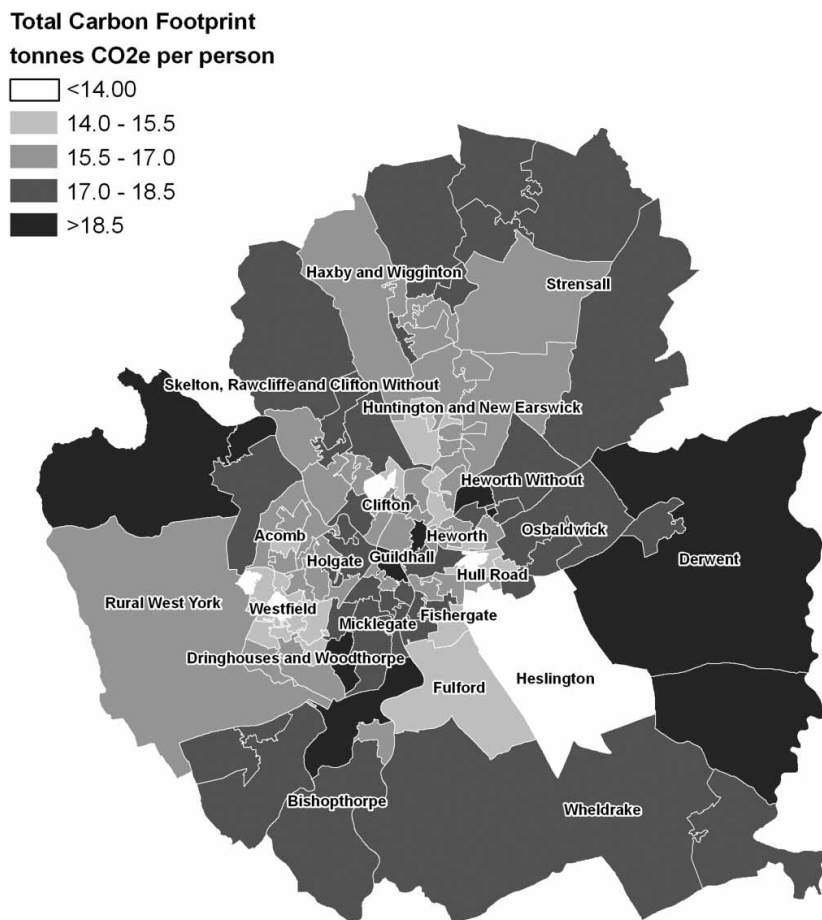 Total Carbon Footprint
tonnes CO2e per person
<14.00
14.0 - 15.5
15.5 - 17.0
17.0 - 18.5
>18.5
Haxby and Wigginton
Strensall
Skelton, Rawcliffe and Clifton Without
Huntington and New Earswick
Heworth Without
Clifton
Osbaldwick
Acomb
Heworth
Guildhall
Holgate
Derwent
Hull Road
Rural West York
Westfield
Fishergate
Micklegate
Dringhouses and Woodthorpe
Heslington
Fulford
Bishopthorpe
Wheldrake